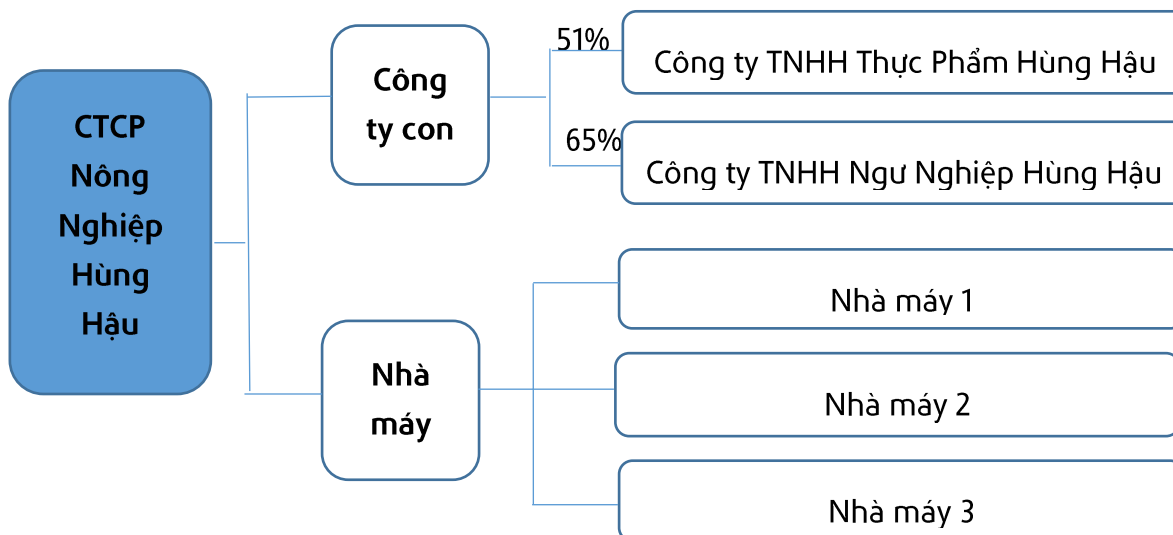 CTCP
Nông
Nghiệp
Hùng
Hậu
Công
ty con
51%
Công ty TNHH Thực Phẩm Hùng Hậu
65%
Công ty TNHH Ngư Nghiệp Hùng Hậu
Nhà
máy
Nhà máy 1
Nhà máy 2
Nhà máy 3